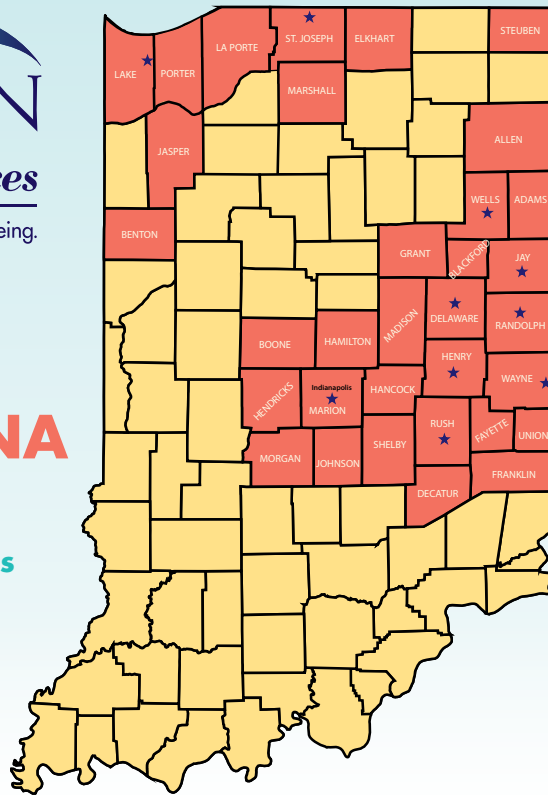 N
ces
eing.
NA
s
LAKE
PORTER
LA PORTE
ST. JOSEPH
ELKHART
STEUBEN
MARSHALL
JASPER
ALLEN
BENTON
WELLS
ADAMS
GRANT
BLACKFORD
JAY
MADISON
DELAWARE
RANDOLPH
BOONE
HAMILTON
HENRY
WAYNE
HENDRICKS
Indianapolis
MARION
HANCOCK
RUSH
FAYETTE
UNION
MORGAN
JOHNSON
SHELBY
FRANKLIN
DECATUR